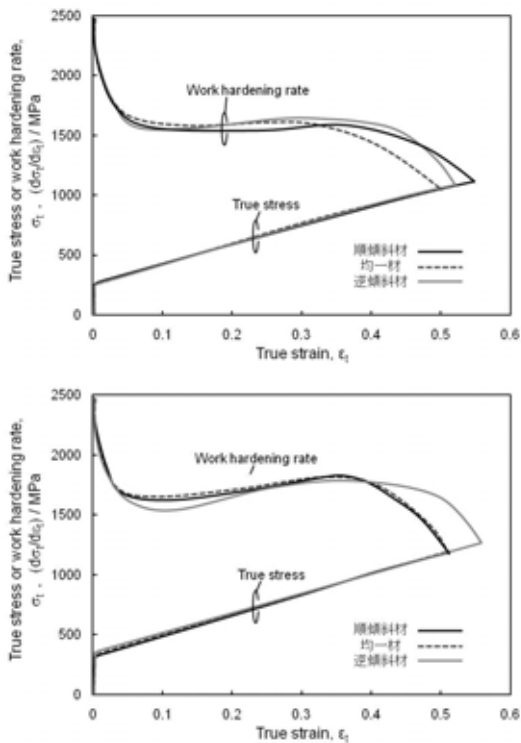 True stress or work hardening rate,
σt , (dσt/dεt) / MPa
2500
2000
1500
1000
500
0
Work hardening rate
True stress
順傾斜材
均一材
逆傾斜材
0 0.1 0.2 0.3 0.4 0.5 0.6
True strain, εt
True stress or work hardening rate,
σt , (dσt/dεt) / MPa
2500
2000
1500
1000
500
0
Work hardening rate
True stress
順傾斜材
均一材
逆傾斜材
0 0.1 0.2 0.3 0.4 0.5 0.6
True strain, εt